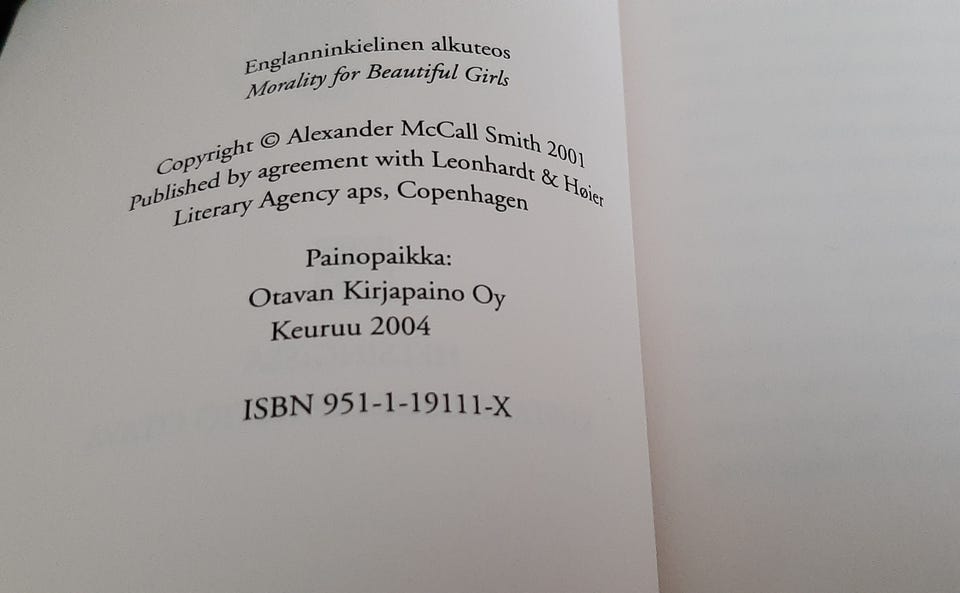 Englanninkielinen alkuteos
Morality for Beautiful Girls
Copyright © Alexander McCall Smith 2001
Published by agreement with Leonhardt & Høier
Literary Agency aps, Copenhagen
Painopaikka:
Otavan Kirjapaino Oy
Keuruu 2004
ISBN 951-1-19111-X